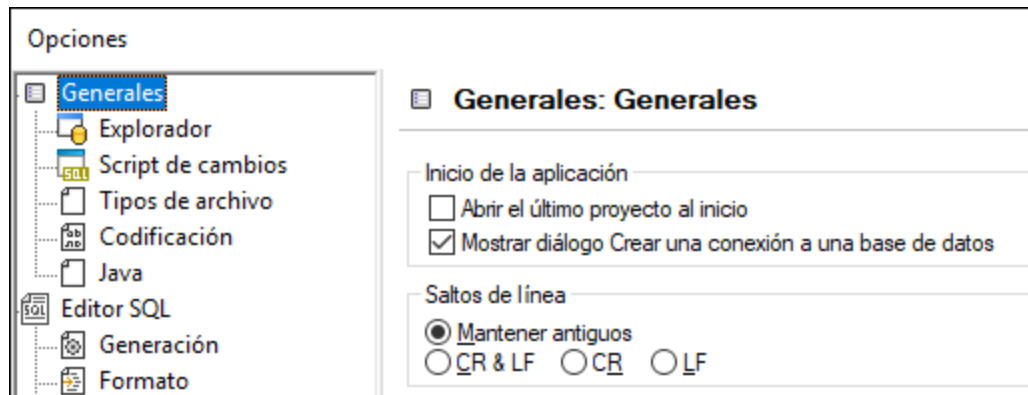 Opciones
Generales
Explorador
Script de cambios
Tipos de archivo
Codificación
Java
Editor SQL
Generación
Formato
Generales: Generales
Inicio de la aplicación
Abrir el último proyecto al inicio
Mostrar diálogo Crear una conexión a una base de datos
Saltos de línea
Mantener antiguos
CR & LF CR LF